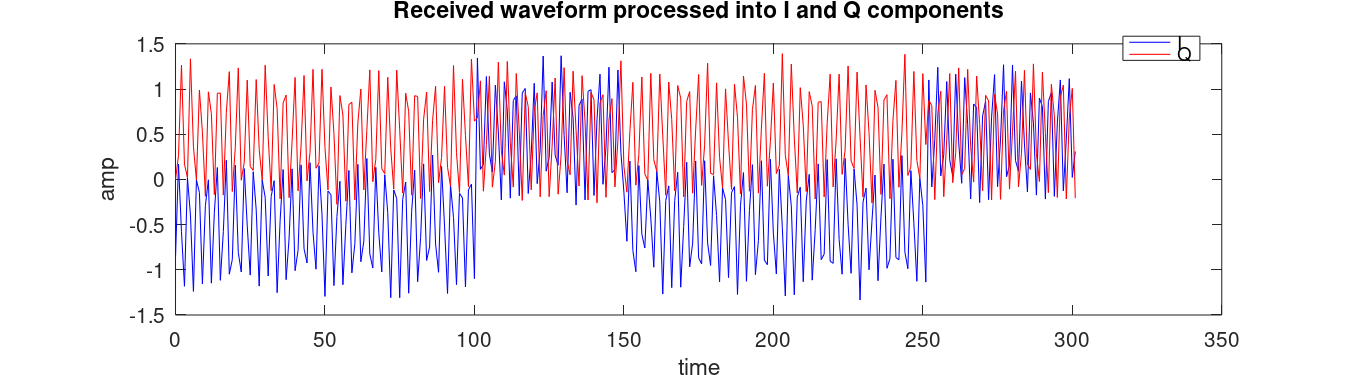 Received waveform processed into I and Q components
1.5
1
0.5
0
-0.5
-1
-1.5
amp
0 50 100 150 200 250 300 350
time
I
Q